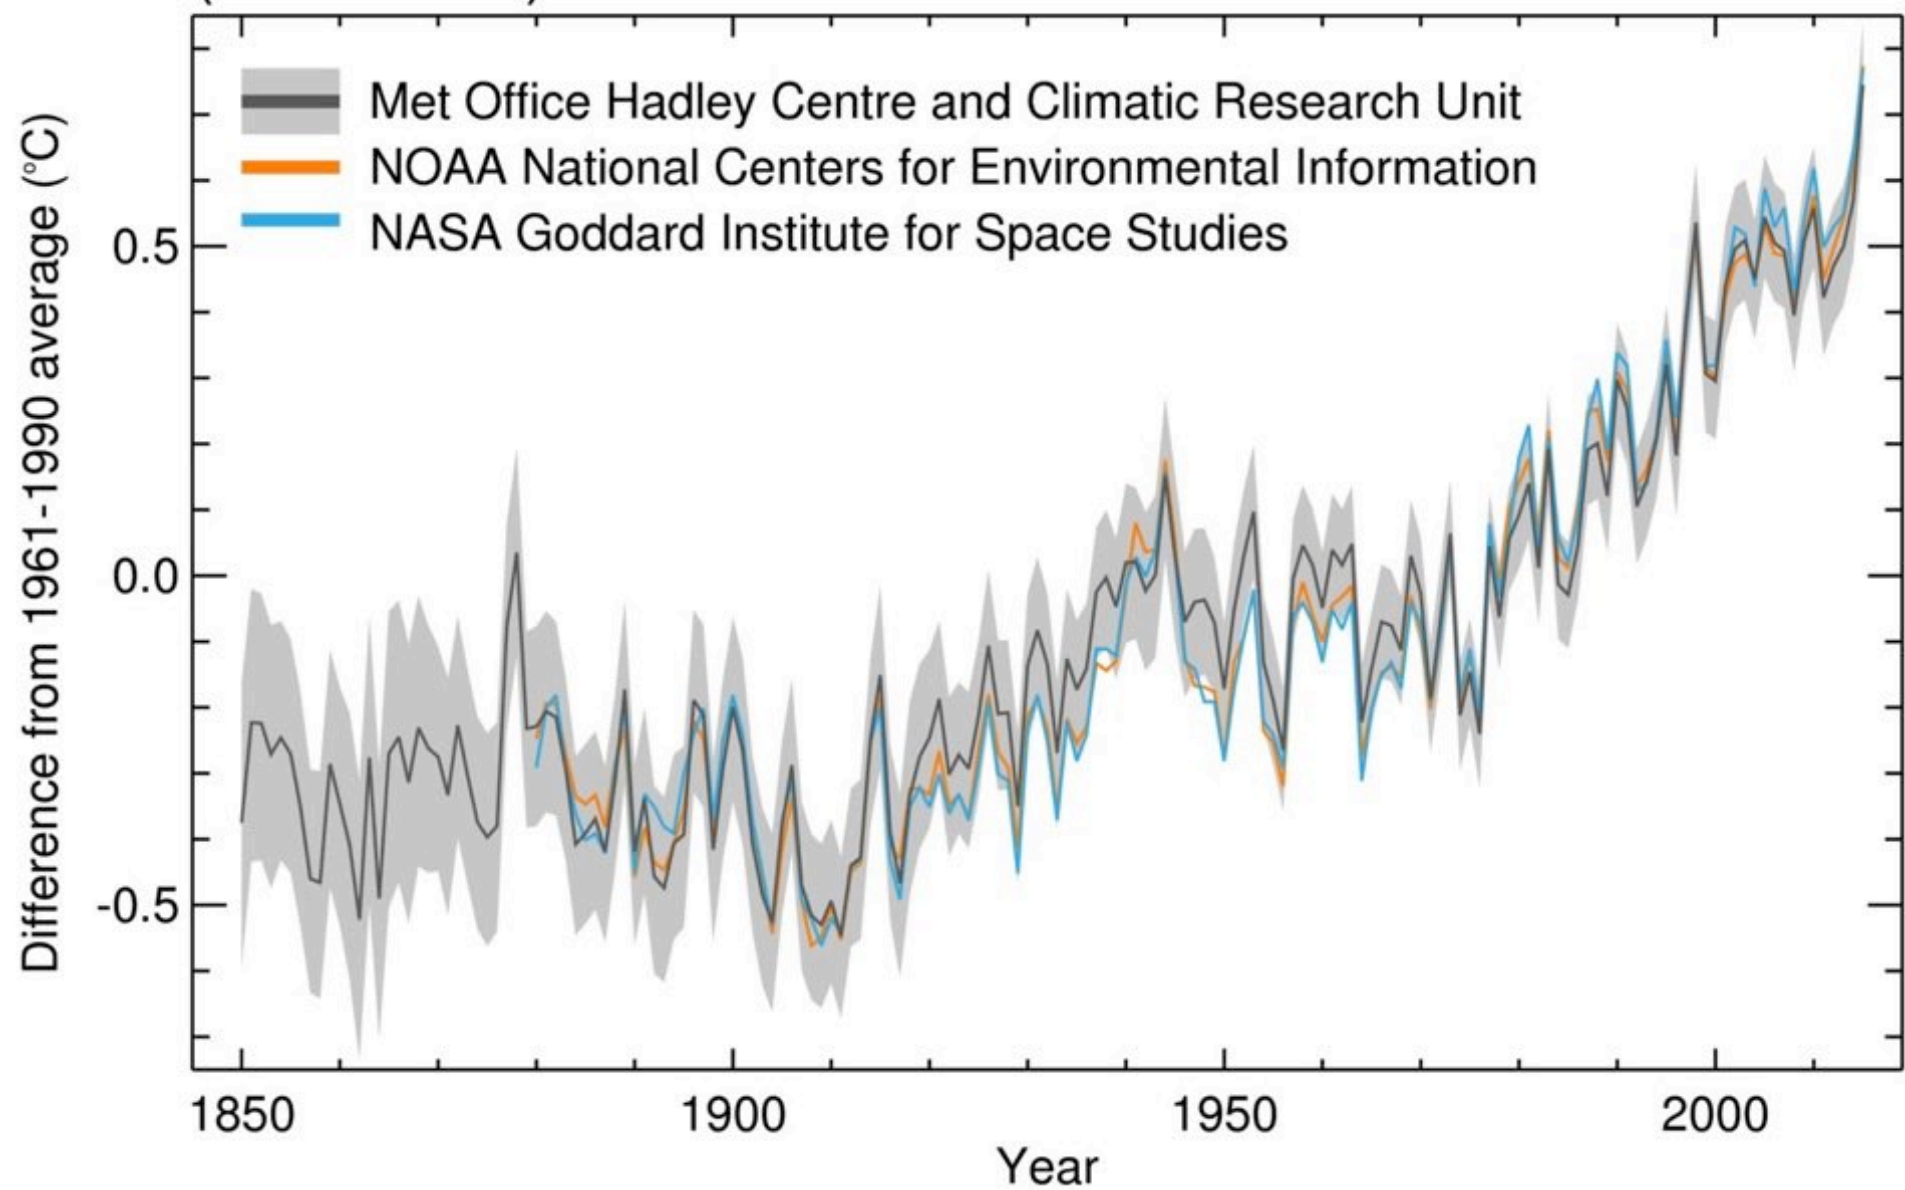 Met Office Hadley Centre and Climatic Research Unit
NOAA National Centers for Environmental Information
NASA Goddard Institute for Space Studies
Difference from 1961-1990 average (°C)
0.5
0.0
-0.5
1850 1900 1950 2000
Year